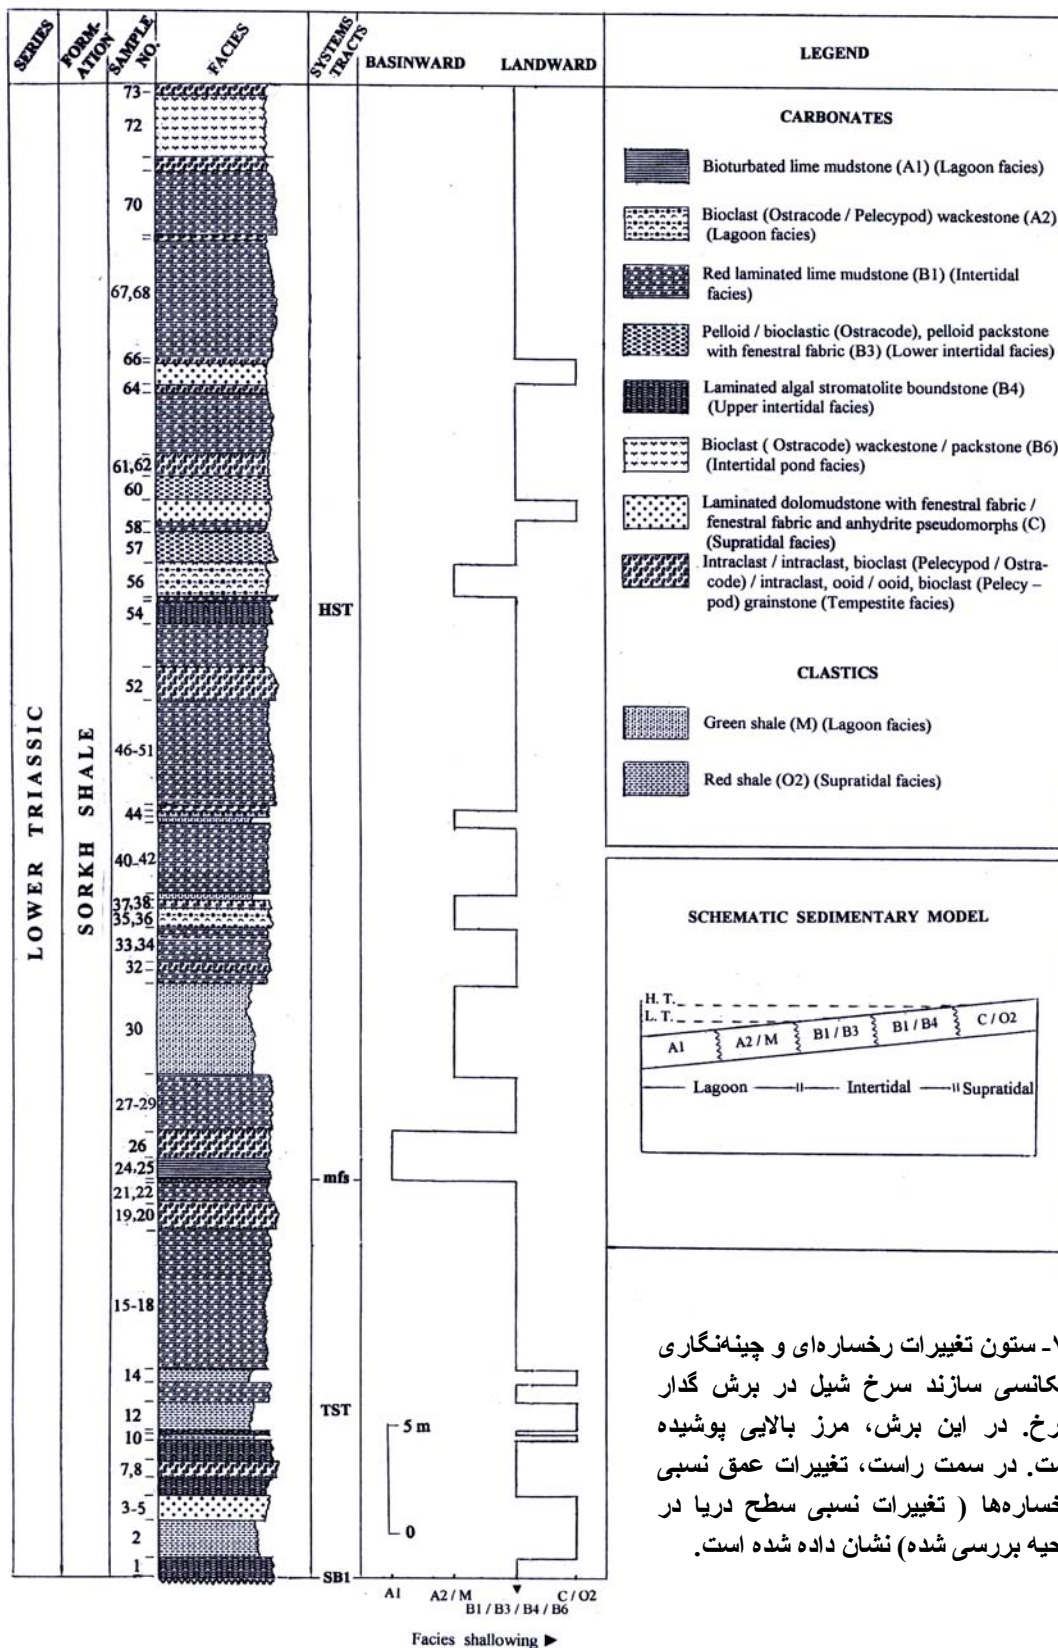 SERIES
FORM-
ATION
SAMPLE
NO.
FACIES
SYSTEMS
TRACTS
BASINWARD
LANDWARD
LOWER TRIASSIC
SORKH SHALE
73
72
70
67,68
66
64
61,62
60
58
57
56
54
52
46-51
44
40-42
37,38
35,36
33,34
32
30
27-29
26
24,25
21,22
19,20
15-18
14
12
10
7,8
3-5
2
1
HST
mfs
TST
SB1
5 m
0
A1
A2 / M
B1 / B3 / B4 / B6
C / O2
Facies shallowing
LEGEND
CARBONATES
Bioturbated lime mudstone (A1) (Lagoon facies)
Bioclast (Ostracode / Pelecypod) wackestone (A2)
(Lagoon facies)
Red laminated lime mudstone (B1) (Intertidal
facies)
Pelloid / bioclastic (Ostracode), pelloid packstone
with fenestral fabric (B3) (Lower intertidal facies)
Laminated algal stromatolite boundstone (B4)
(Upper intertidal facies)
Bioclast ( Ostracode) wackestone / packstone (B6)
(Intertidal pond facies)
Laminated dolomudstone with fenestral fabric /
fenestral fabric and anhydrite pseudomorphs (C)
(Supratidal facies)
Intraclast / intraclast, bioclast (Pelecypod / Ostra-
code) / intraclast, ooid / ooid, bioclast (Pelecy –
pod) grainstone (Tempestite facies)
CLASTICS
Green shale (M) (Lagoon facies)
Red shale (O2) (Supratidal facies)
SCHEMATIC SEDIMENTARY MODEL
H. T.
L. T.
A1
A2 / M
B1 / B3
B1 / B4
C / O2
Lagoon
Intertidal
Supratidal
ستون تغییرات رخساره‌ای و چینه‌نگاری
کانسی سازند سرخ شیل در برش گدار
رخ. در این برش، مرز بالایی پوشیده
ست. در سمت راست، تغییرات عمق نسبی
خساره‌ها ( تغییرات نسبی سطح دریا در
حیه بررسی شده) نشان داده شده است.